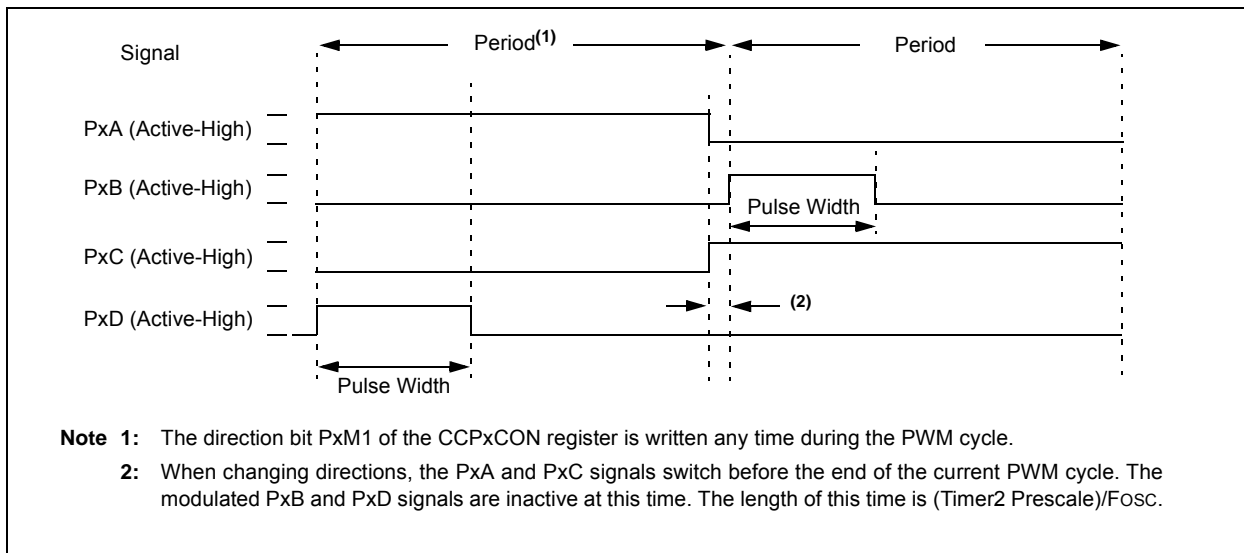 Signal
Period(1)
Period
PxA (Active-High)
PxB (Active-High)
Pulse Width
PxC (Active-High)
(2)
PxD (Active-High)
Pulse Width
Note 1: The direction bit PxM1 of the CCPxCON register is written any time during the PWM cycle.
2: When changing directions, the PxA and PxC signals switch before the end of the current PWM cycle. The
modulated PxB and PxD signals are inactive at this time. The length of this time is (Timer2 Prescale)/FOSC.